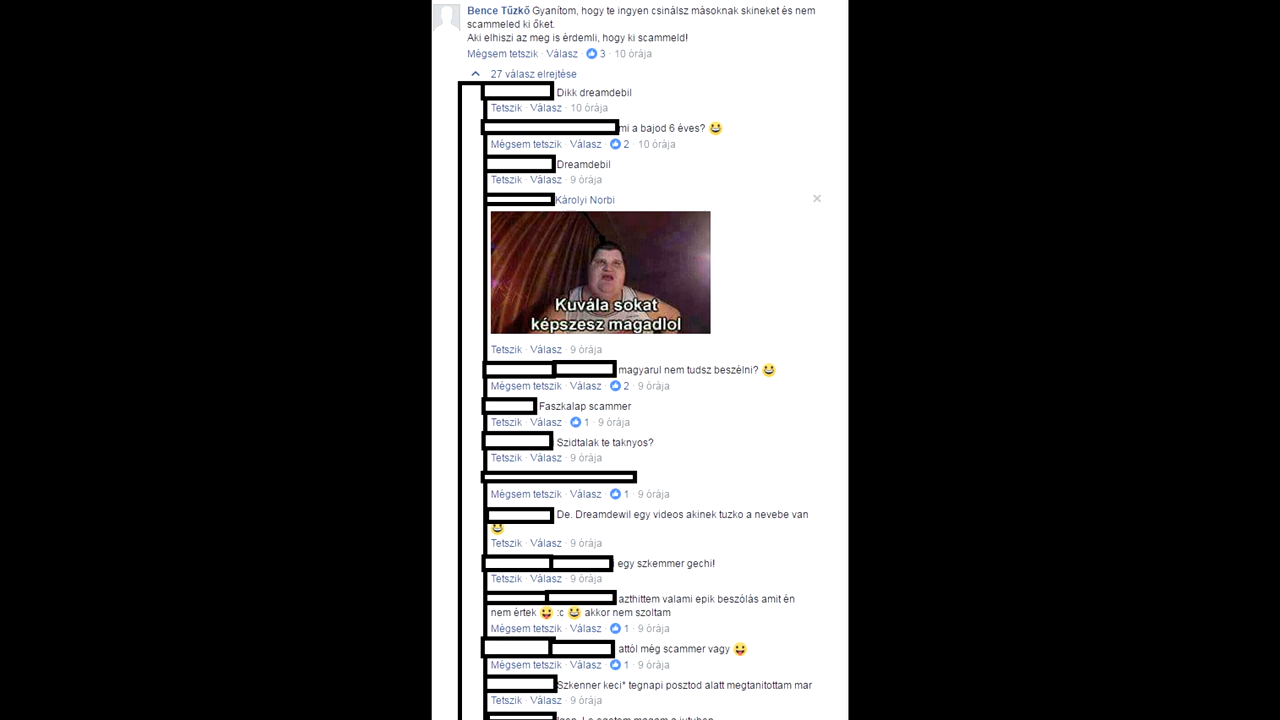 Bence Tűzkő Gyanítom, hogy te ingyen csinálsz másoknak skineket és nem
scammeled ki őket.
Aki elhiszi az meg is érdemli, hogy ki scammeld!
Mégsem tetszik · Válasz · 3 · 10 órája
27 válasz elrejtése
Dikk dreamdebil
Tetszik · Válasz · 10 órája
mi a bajod 6 éves? 😀
Mégsem tetszik · Válasz · 2 · 10 órája
Dreamdebil
Tetszik · Válasz · 9 órája
Károlyi Norbi
Kuvála sokat
képszesz magadlol
Tetszik · Válasz · 9 órája
magyarul nem tudsz beszélni? 😀
Mégsem tetszik · Válasz · 2 · 9 órája
Faszkalap scammer
Tetszik · Válasz · 1 · 9 órája
Szidtalak te taknyos?
Tetszik · Válasz · 9 órája
Mégsem tetszik · Válasz · 1 · 9 órája
De. Dreamdewil egy videos akinek tuzko a nevebe van
😀
Tetszik · Válasz · 9 órája
egy szkemmer gechi!
Tetszik · Válasz · 9 órája
azthittem valami epik beszólás amit én
nem értek 😜 :c 😀 akkor nem szoltam
Mégsem tetszik · Válasz · 1 · 9 órája
attól még scammer vagy 😜
Mégsem tetszik · Válasz · 1 · 9 órája
Szkenner keci* tegnapi posztod alatt megtanitottam mar
Tetszik · Válasz · 9 órája